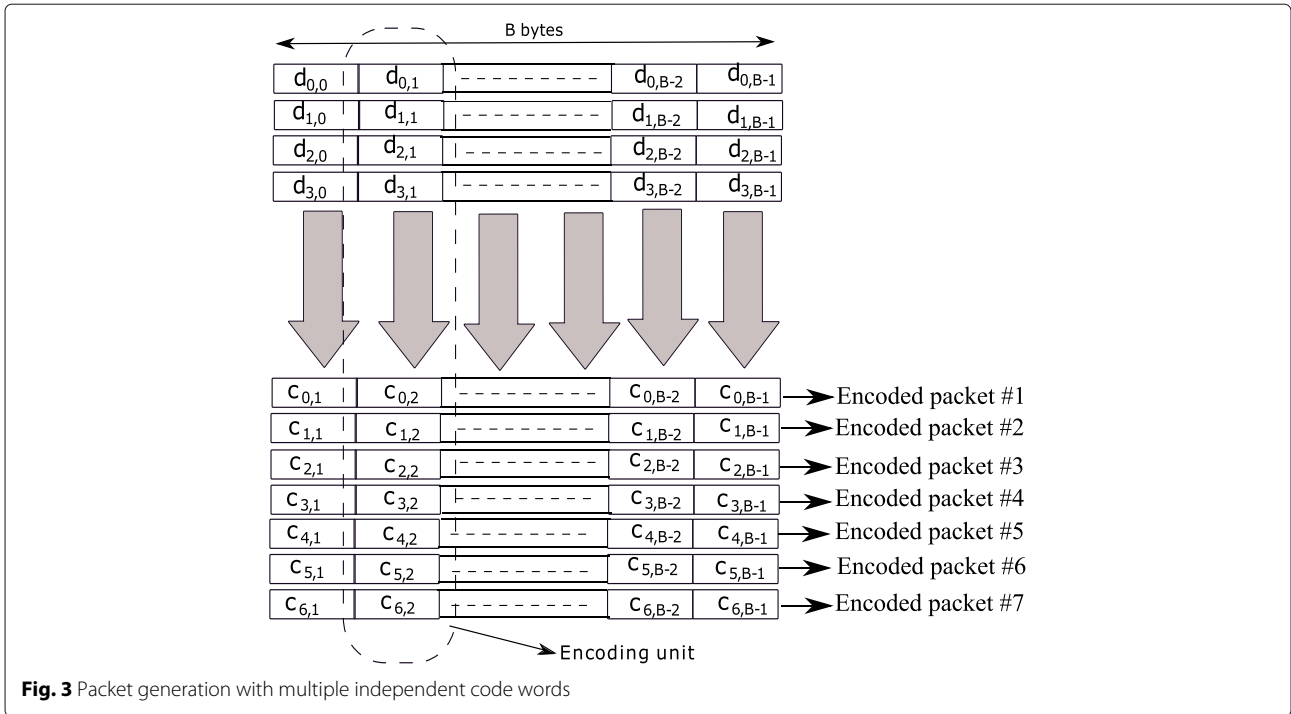 B bytes
d0,0 d0,1 d0,B-2 d0,B-1
d1,0 d1,1 d1,B-2 d1,B-1
d2,0 d2,1 d2,B-2 d2,B-1
d3,0 d3,1 d3,B-2 d3,B-1
c0,1 c0,2 c0,B-2 c0,B-1 Encoded packet #1
c1,1 c1,2 c1,B-2 c1,B-1 Encoded packet #2
c2,1 c2,2 c2,B-2 c2,B-1 Encoded packet #3
c3,1 c3,2 c3,B-2 c3,B-1 Encoded packet #4
c4,1 c4,2 c4,B-2 c4,B-1 Encoded packet #5
c5,1 c5,2 c5,B-2 c5,B-1 Encoded packet #6
c6,1 c6,2 c6,B-2 c6,B-1 Encoded packet #7
Encoding unit
Fig. 3 Packet generation with multiple independent code words